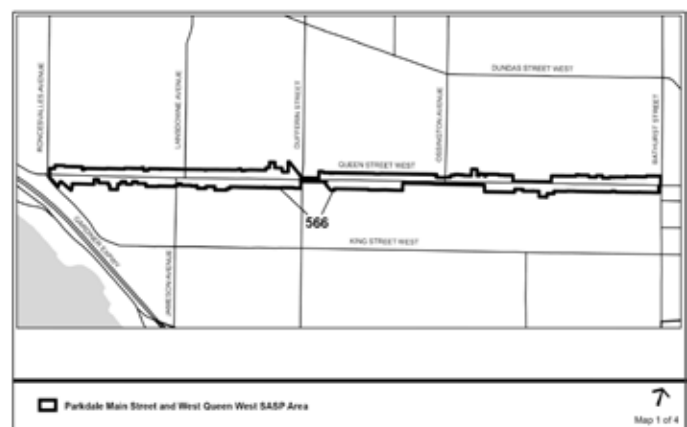 RONCESVALLES AVENUE
LANSDOWNE AVENUE
DUFFERIN STREET
OSSINGTON AVENUE
BATHURST STREET
DUNDAS STREET WEST
QUEEN STREET WEST
566
KING STREET WEST
GARDINER EXPWY
JAMESON AVENUE
Parkdale Main Street and West Queen West SASP Area
Map 1 of 4